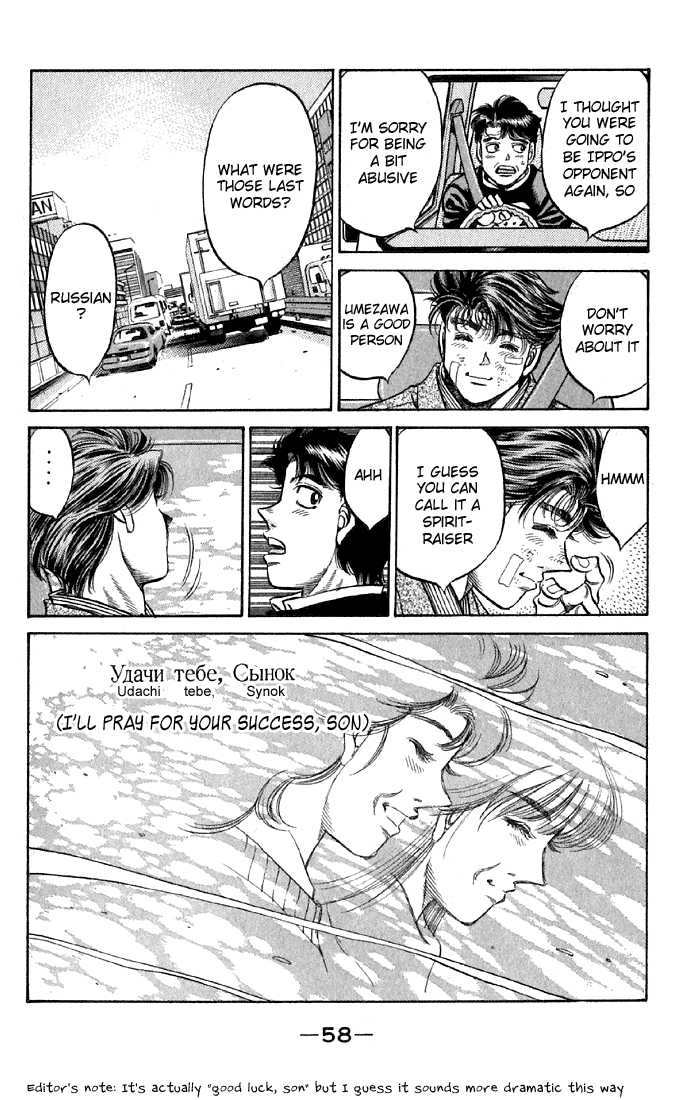 I THOUGHT
YOU WERE
GOING TO
BE IPPO'S
OPPONENT
AGAIN, SO
I'M SORRY
FOR BEING
A BIT
ABUSIVE
WHAT WERE
THOSE LAST
WORDS?
AN
RUSSIAN
?
DON'T
WORRY
ABOUT IT
UMEZAWA
IS A GOOD
PERSON
HMMM
I GUESS
YOU CAN
CALL IT A
SPIRIT-
RAISER
AHH
....
Удачи тебе, Сынок
Udachi tebe, Synok
(I'LL PRAY FOR YOUR SUCCESS, SON)
—58—
Editor's note: It's actually "good luck, son" but I guess it sounds more dramatic this way